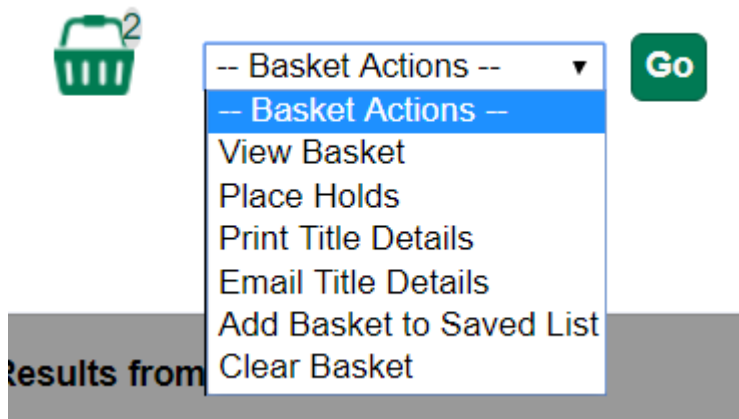 2
-- Basket Actions -- ▼
Go
-- Basket Actions --
View Basket
Place Holds
Print Title Details
Email Title Details
Add Basket to Saved List
Clear Basket
Results from